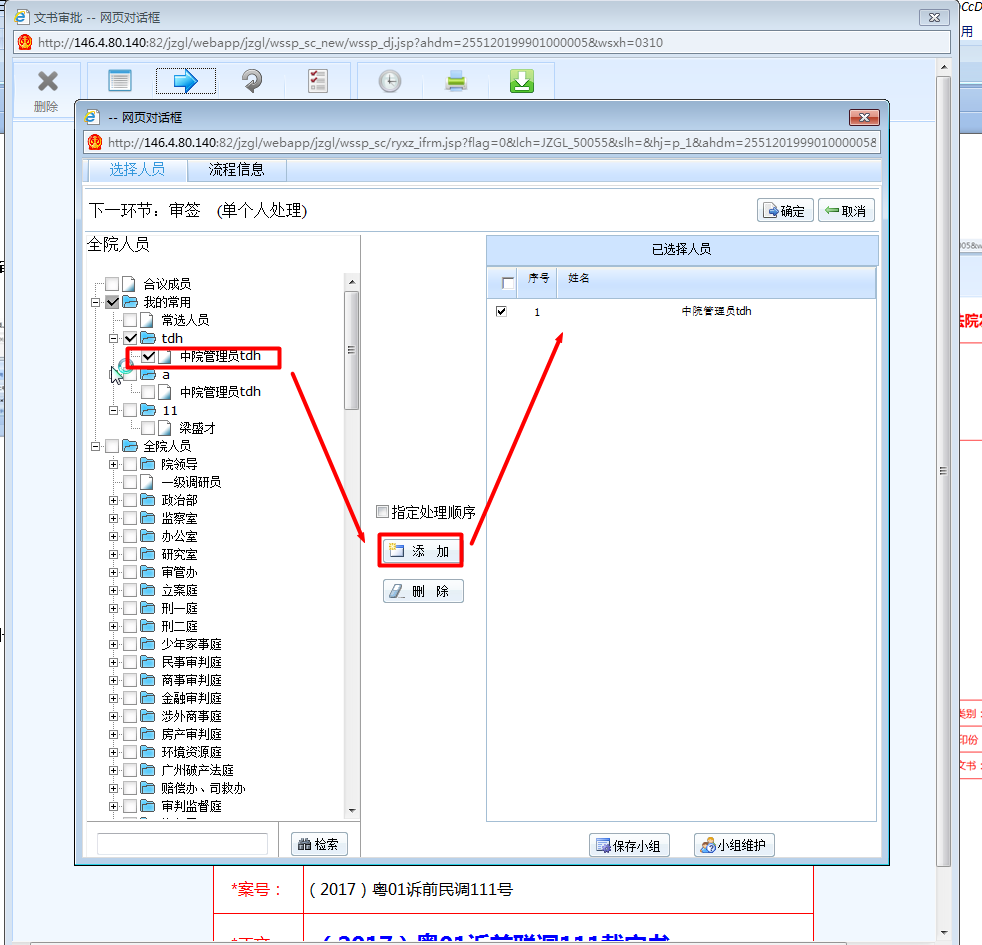 文书审批 -- 网页对话框
http://146.4.80.140:82/jzgl/webapp/jzgl/wssp_sc_new/wssp_dj.jsp?ahdm=255120199901000005&wsxh=0310
删除
-- 网页对话框
http://146.4.80.140:82/jzgl/webapp/jzgl/wssp_sc/ryxz_ifrm.jsp?flag=0&lch=JZGL_50055&slh=&hj=p_1&ahdm=2551201999010000058
选择人员 流程信息
下一环节：审签 (单个人处理)
确定 取消
全院人员
已选择人员
序号 姓名
1 中院管理员tdh
合议成员
我的常用
常选人员
tdh
中院管理员tdh
a
中院管理员tdh
11
梁盛才
全院人员
院领导
一级调研员
政治部
监察室
办公室
研究室
审管办
立案庭
刑一庭
刑二庭
少年家事庭
民事审判庭
商事审判庭
金融审判庭
涉外商事庭
房产审判庭
环境资源庭
广州破产法庭
赔偿办、司救办
审判监督庭
指定处理顺序
添 加
删 除
检索
保存小组
小组维护
*案号：
（2017）粤01诉前民调111号
CcD
用
类别：
印份
文书：